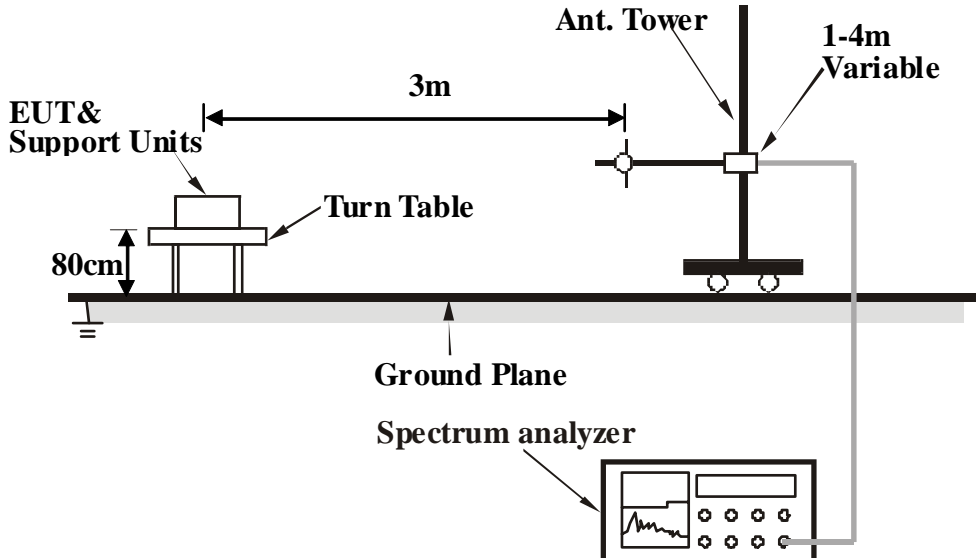 Ant. Tower
1-4m
Variable
3m
EUT&
Support Units
Turn Table
80cm
Ground Plane
Spectrum analyzer